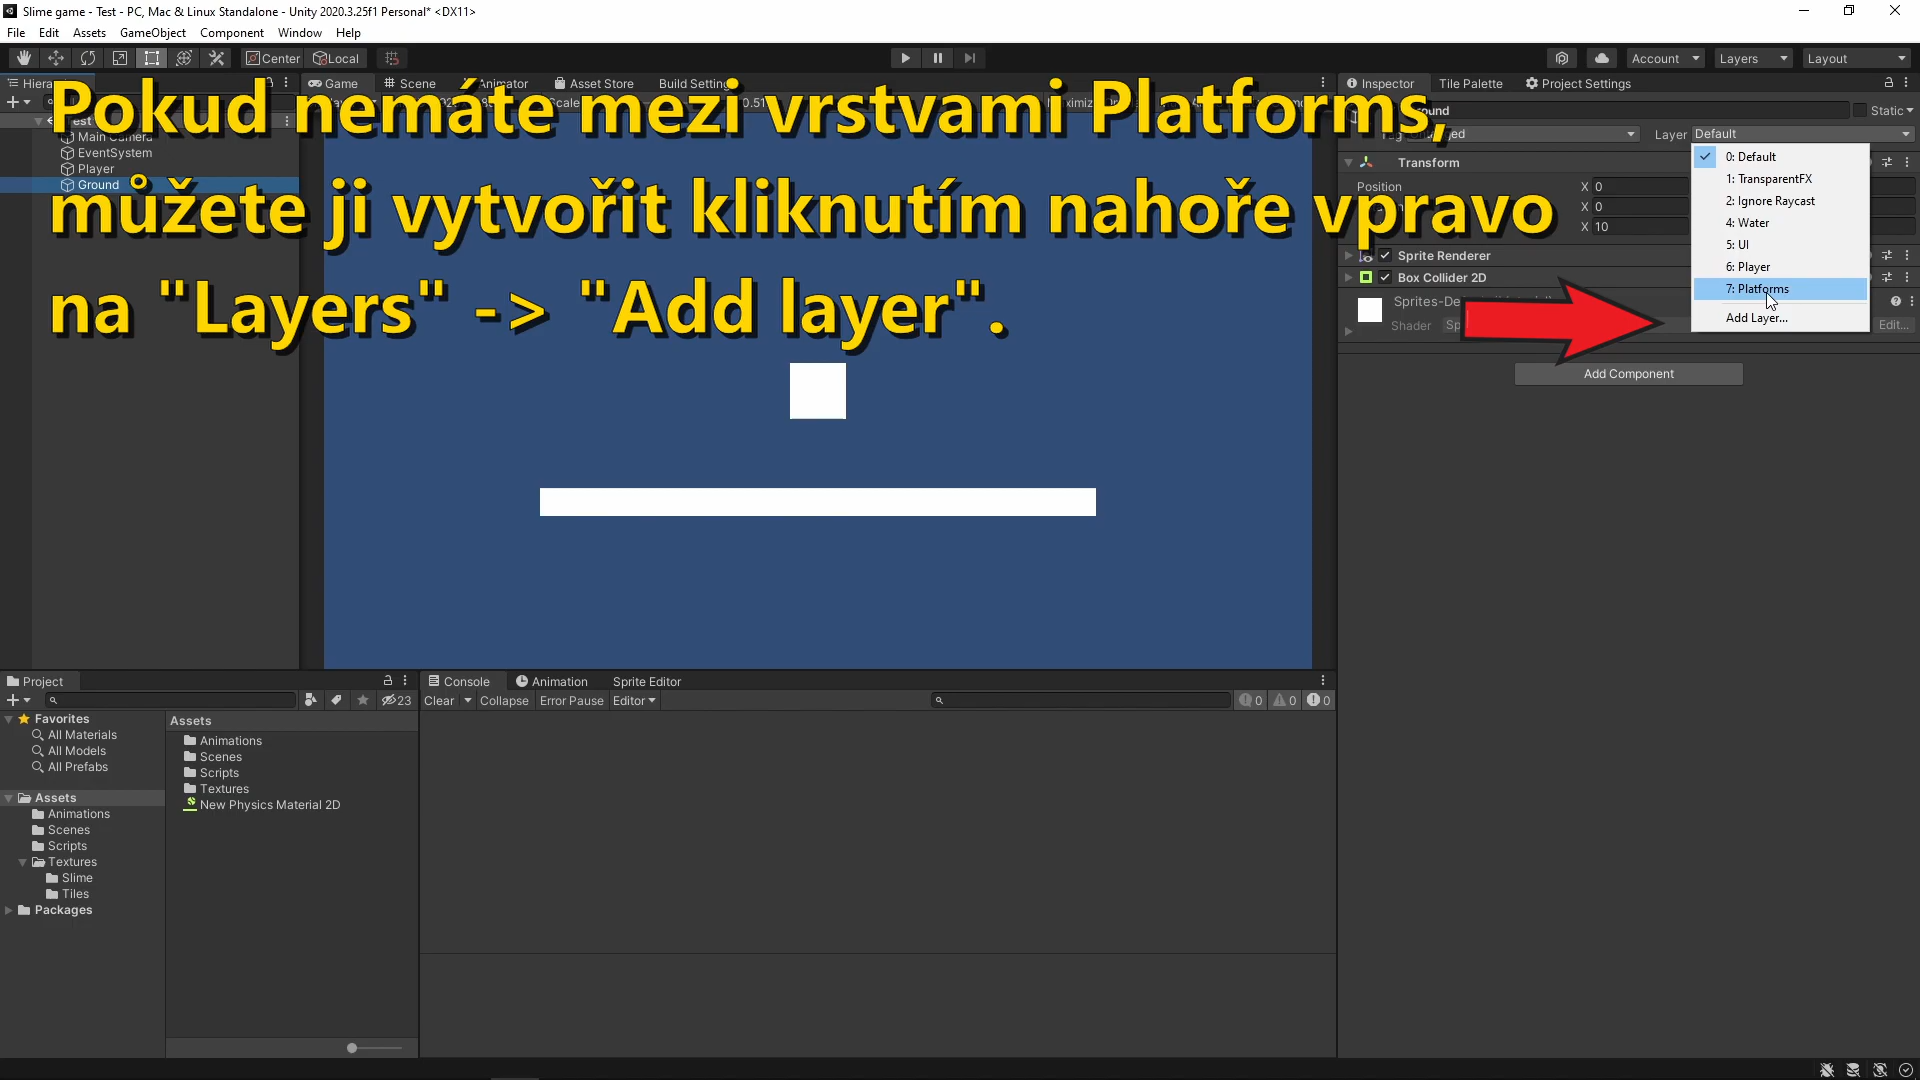 Slime game - Test - PC, Mac & Linux Standalone - Unity 2020.3.25f1 Personal* <DX11>
File Edit Assets GameObject Component Window Help
Center Local Account Layers Layout
Game Scene Animator Asset Store Inspector Tile Palette Project Settings
Pokud nemáte mezi vrstvami Platforms,
můžete ji vytvořit kliknutím nahoře vpravo
na "Layers" -> "Add layer".
Static
Layer Default
Main Camera
EventSystem
Player
Ground
Transform
Position X 0
X 0
X 10
Sprite Renderer
Box Collider 2D
Shader
Edit...
0: Default
1: TransparentFX
2: Ignore Raycast
4: Water
5: UI
6: Player
7: Platforms
Add Layer...
Add Component
Project
23
Favorites
All Materials
All Models
All Prefabs
Assets
Animations
Scenes
Scripts
Textures
Slime
Tiles
Packages
Assets
Animations
Scenes
Scripts
Textures
New Physics Material 2D
Console Animation Sprite Editor
Clear Collapse Error Pause Editor 0 0 0